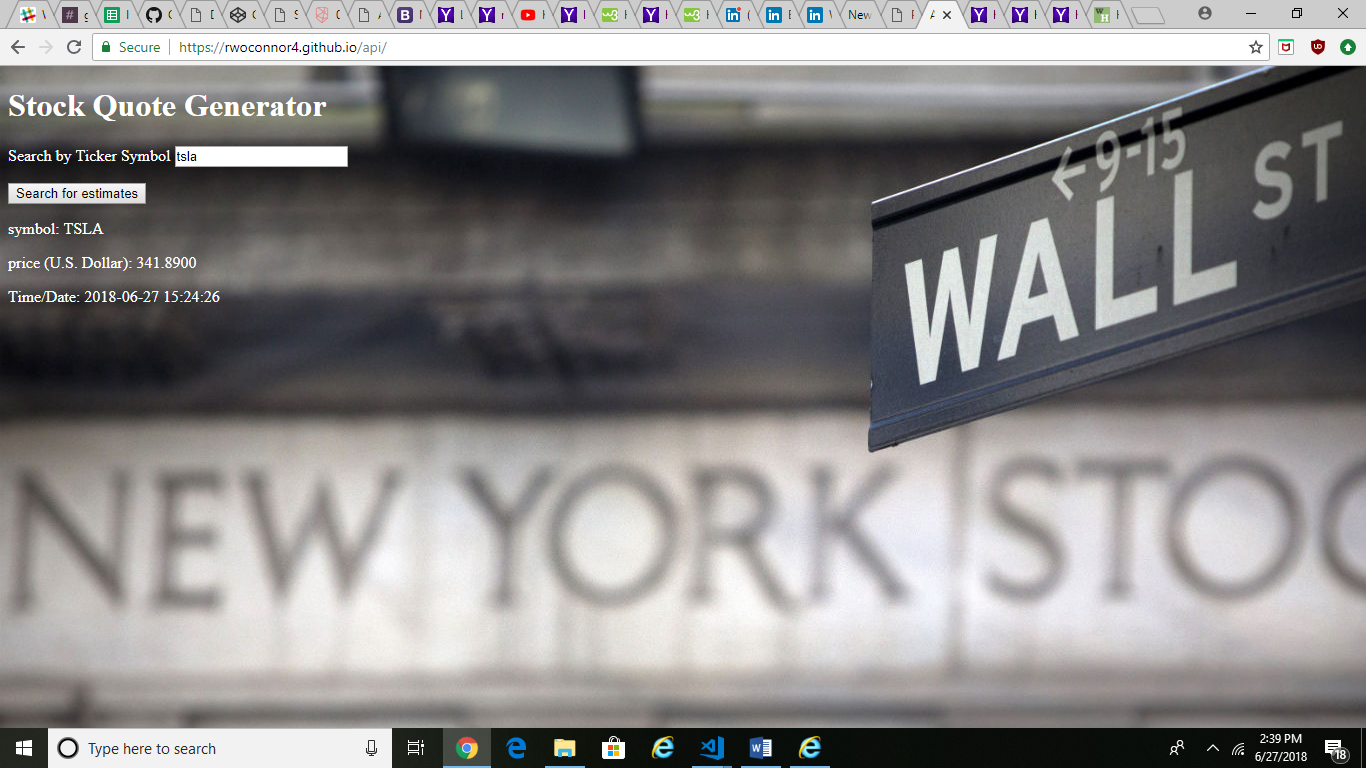 Secure
https://rwoconnor4.github.io/api/
Stock Quote Generator
Search by Ticker Symbol tsla
Search for estimates
symbol: TSLA
price (U.S. Dollar): 341.8900
Time/Date: 2018-06-27 15:24:26
←9-15
WALL ST
NEW YORK STOC
Type here to search
2:39 PM
6/27/2018
18